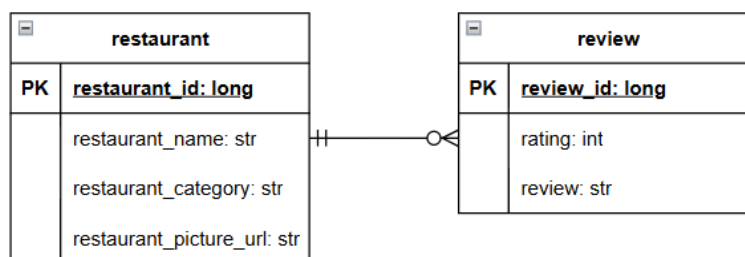 restaurant
PK restaurant_id: long
restaurant_name: str
restaurant_category: str
restaurant_picture_url: str
review
PK review_id: long
rating: int
review: str